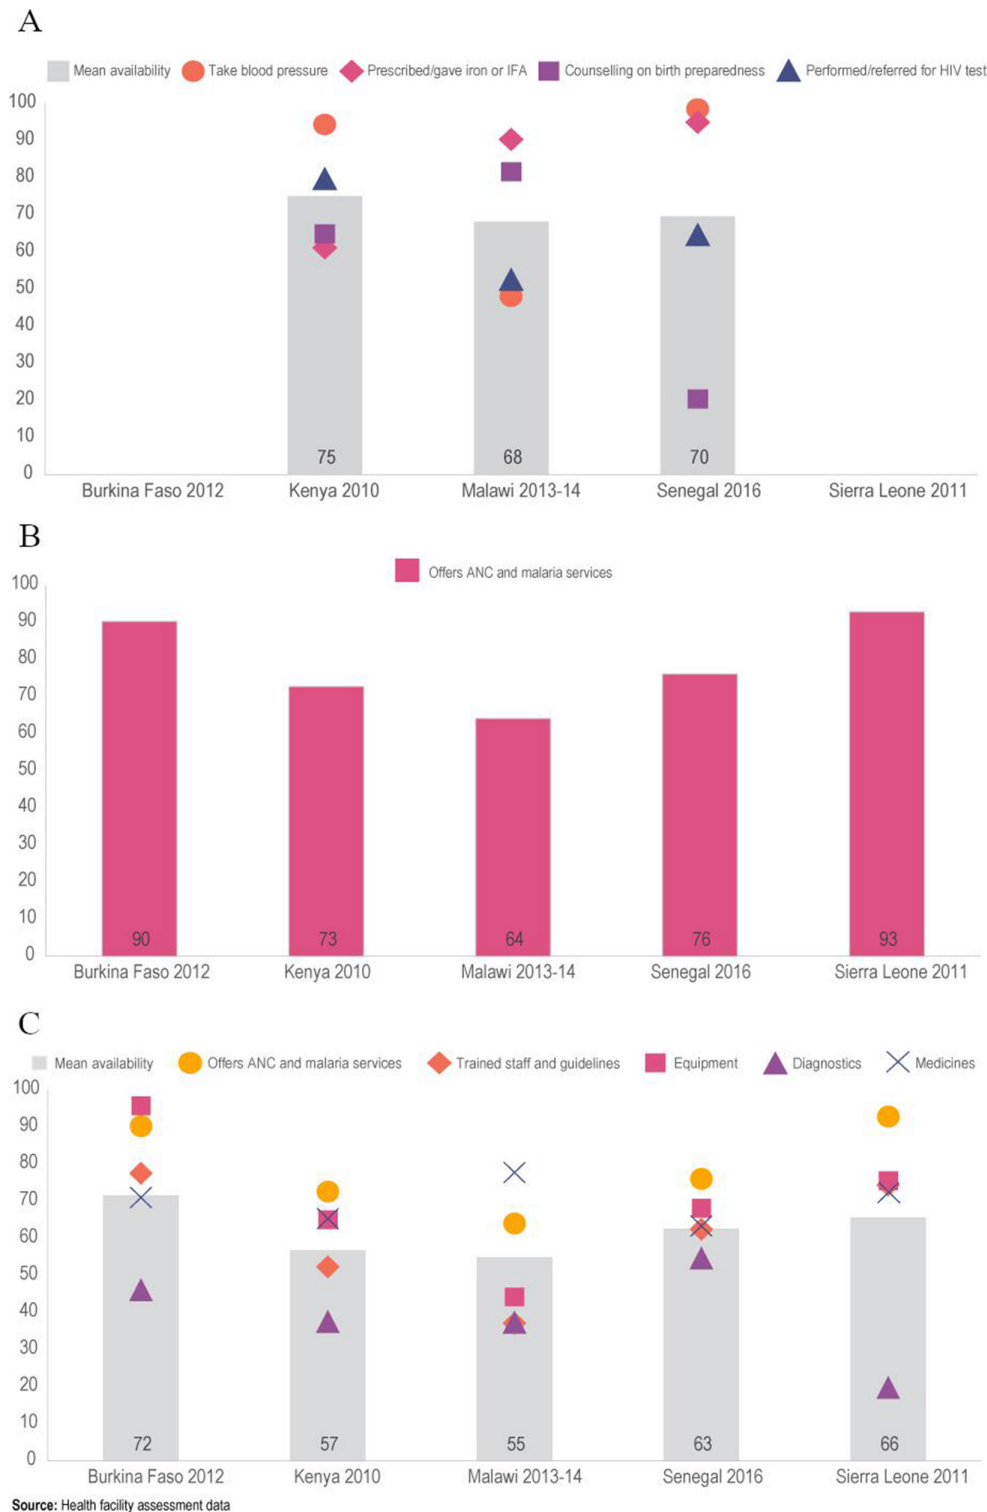 A
Mean availability Take blood pressure Prescribed/gave iron or IFA Counselling on birth preparedness Performed/referred for HIV test
100
90
80
70
60
50
40
30
20
10
0
75 68 70
Burkina Faso 2012 Kenya 2010 Malawi 2013-14 Senegal 2016 Sierra Leone 2011
B
Offers ANC and malaria services
100
90
80
70
60
50
40
30
20
10
0
90 73 64 76 93
Burkina Faso 2012 Kenya 2010 Malawi 2013-14 Senegal 2016 Sierra Leone 2011
C
Mean availability Offers ANC and malaria services Trained staff and guidelines Equipment Diagnostics Medicines
100
90
80
70
60
50
40
30
20
10
0
72 57 55 63 66
Burkina Faso 2012 Kenya 2010 Malawi 2013-14 Senegal 2016 Sierra Leone 2011
Source: Health facility assessment data